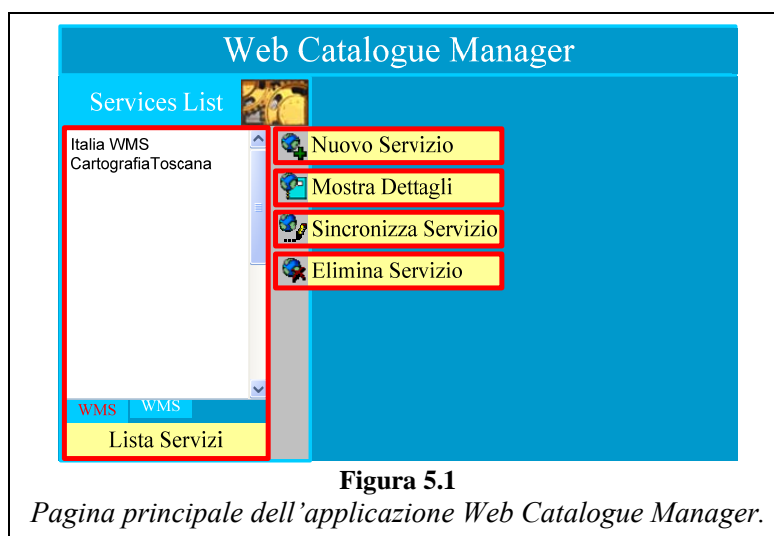 Web Catalogue Manager
Services List
Italia WMS
CartografiaToscana
Nuovo Servizio
Mostra Dettagli
Sincronizza Servizio
Elimina Servizio
WMS WMS
Lista Servizi
Figura 5.1
Pagina principale dell’applicazione Web Catalogue Manager.